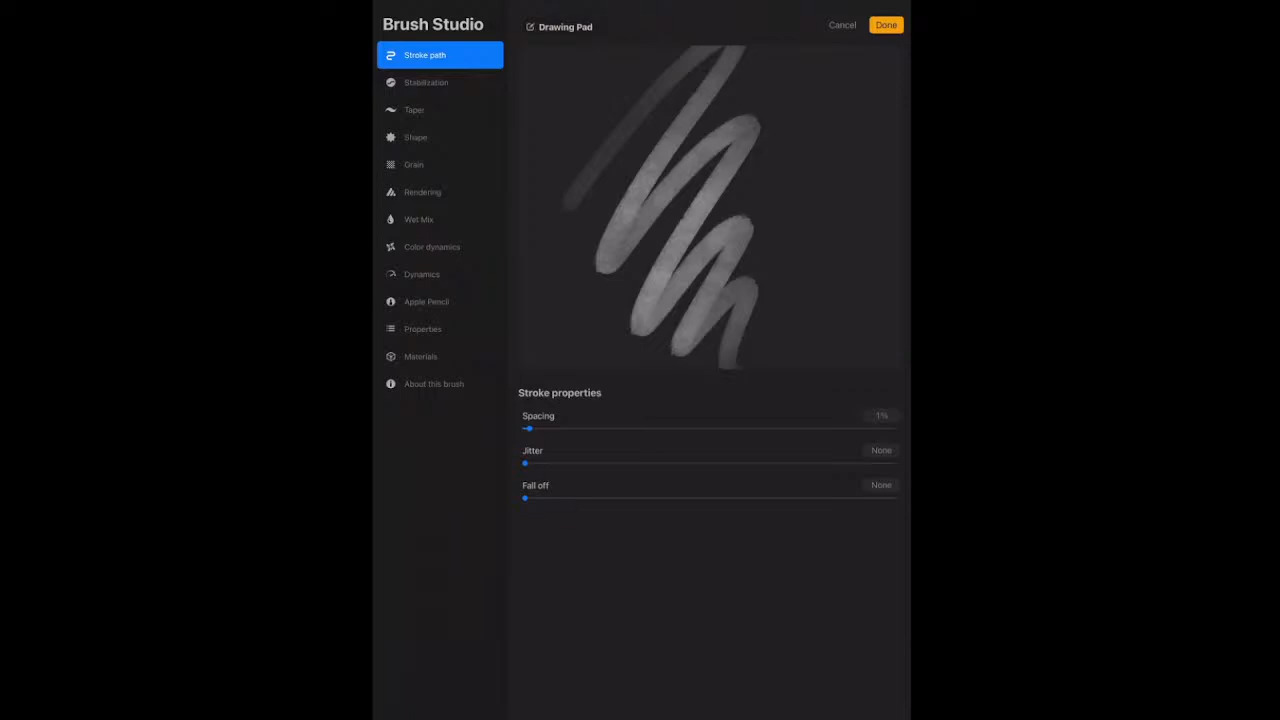 Brush Studio
Stroke path
Stabilization
Taper
Shape
Grain
Rendering
Wet Mix
Color dynamics
Dynamics
Apple Pencil
Properties
Materials
About this brush
Drawing Pad
Cancel
Done
Stroke properties
Spacing
1%
Jitter
None
Fall off
None